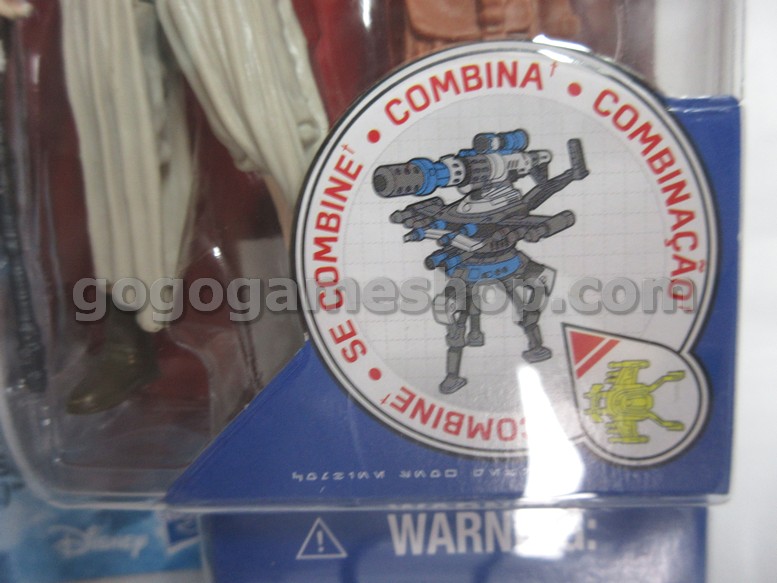 COMBINE† • SE COMBINE† • COMBINA† • COMBINAÇÃO†
gogogameshop.com
Disney
WARNING: